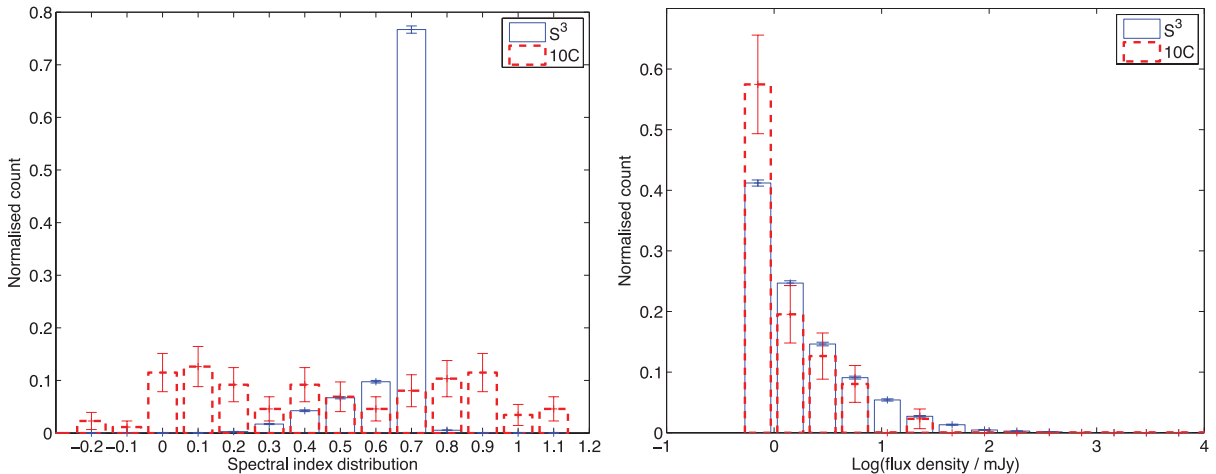 0.8
0.7
0.6
0.5
0.4
0.3
0.2
0.1
0
Normalised count
S³
10C
−0.2 −0.1 0 0.1 0.2 0.3 0.4 0.5 0.6 0.7 0.8 0.9 1 1.1 1.2
Spectral index distribution
0.6
0.5
0.4
0.3
0.2
0.1
0
Normalised count
S³
10C
−1 0 1 2 3 4
Log(flux density / mJy)